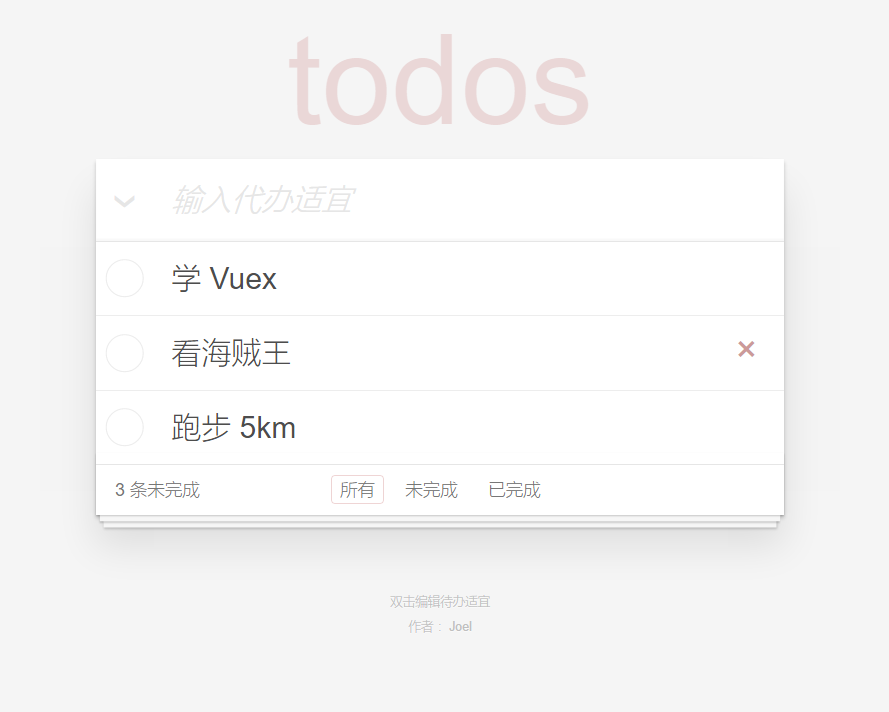 todos
输入代办适宜
学 Vuex
看海贼王
跑步 5km
3 条未完成 所有 未完成 已完成
双击编辑待办适宜
作者： Joel